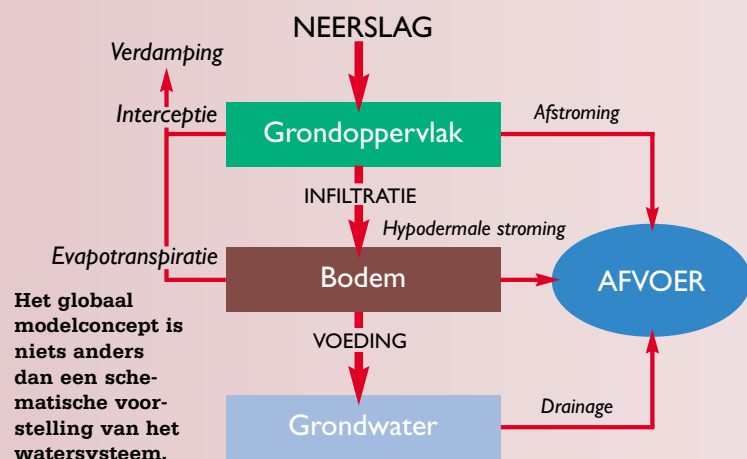 NEERSLAG
Verdamping
Interceptie
Grondoppervlak
Afstroming
INFILTRATIE
Hypodermale stroming
Evapotranspiratie
Bodem
AFVOER
Het globaal
modelconcept is
niets anders
dan een sche-
matische voor-
stelling van het
watersysteem.
VOEDING
Grondwater
Drainage